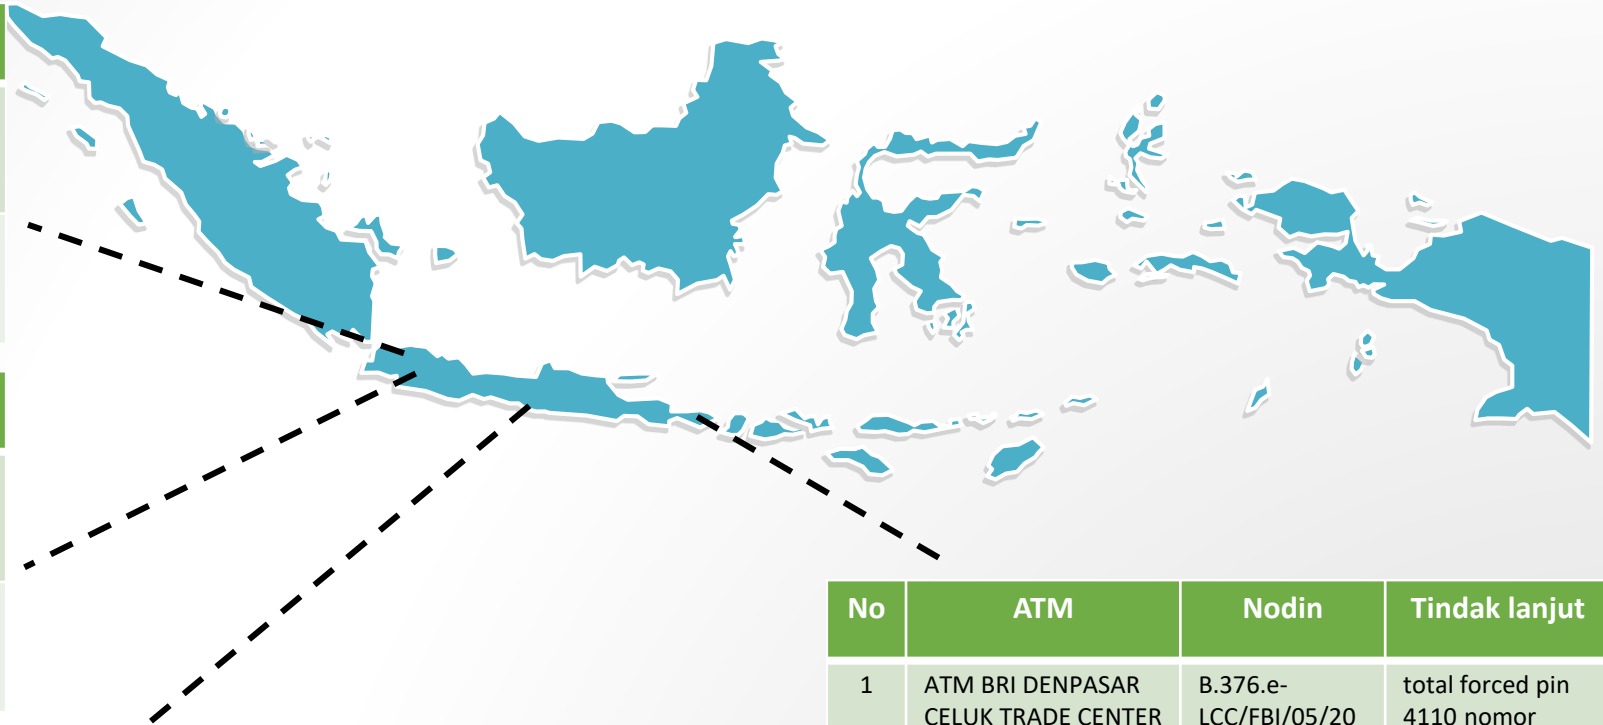 No ATM Nodin Tindak lanjut
1 ATM BRI DENPASAR B.376.e- total forced pin
CELUK TRADE CENTER LCC/FBI/05/20 4110 nomor